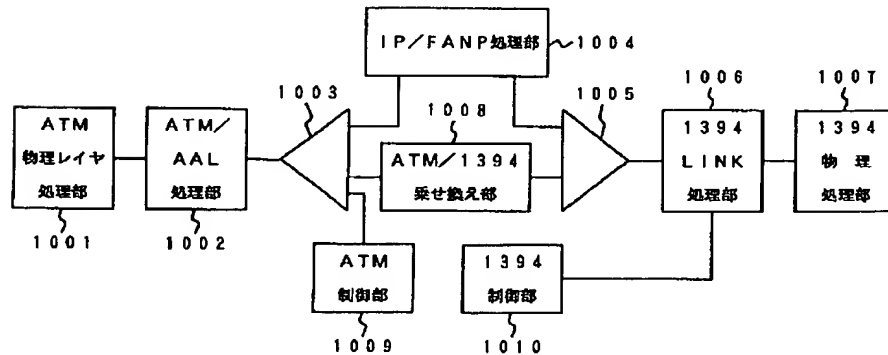 IP/FANP処理部
1004
1003
1008
1005
1006
1007
ATM
物理レイヤ
処理部
1001
ATM/
AAL
処理部
1002
ATM/1394
乗せ換え部
1394
LINK
処理部
1394
物理
処理部
ATM
制御部
1009
1394
制御部
1010